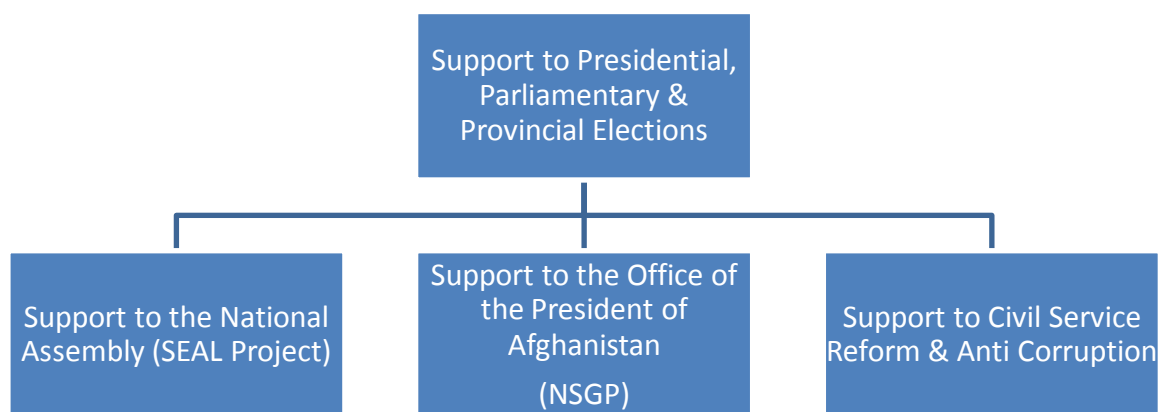 Support to Presidential,
Parliamentary &
Provincial Elections
Support to the National
Assembly (SEAL Project)
Support to the Office of
the President of
Afghanistan
(NSGP)
Support to Civil Service
Reform & Anti Corruption